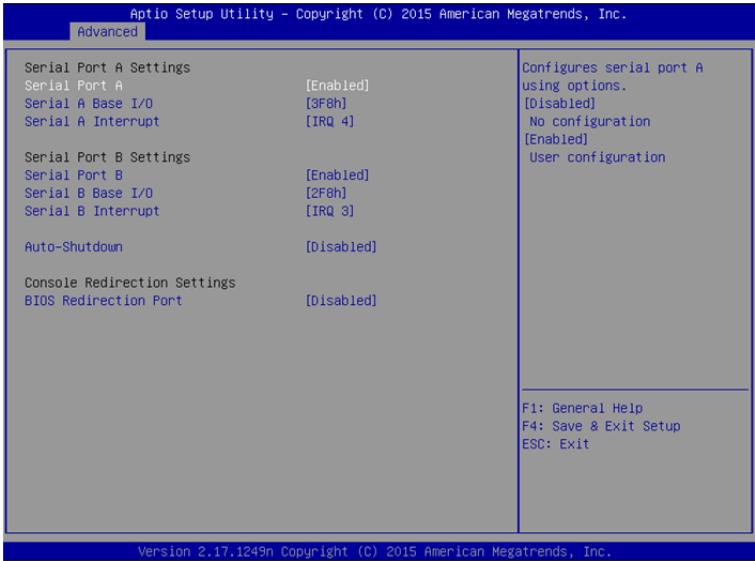 Aptio Setup Utility – Copyright (C) 2015 American Megatrends, Inc.
Advanced
Serial Port A Settings
Serial Port A [Enabled]
Serial A Base I/O [3F8h]
Serial A Interrupt [IRQ 4]
Serial Port B Settings
Serial Port B [Enabled]
Serial B Base I/O [2F8h]
Serial B Interrupt [IRQ 3]
Auto-Shutdown [Disabled]
Console Redirection Settings
BIOS Redirection Port [Disabled]
Configures serial port A
using options.
[Disabled]
No configuration
[Enabled]
User configuration
F1: General Help
F4: Save & Exit Setup
ESC: Exit
Version 2.17.1249n Copyright (C) 2015 American Megatrends, Inc.